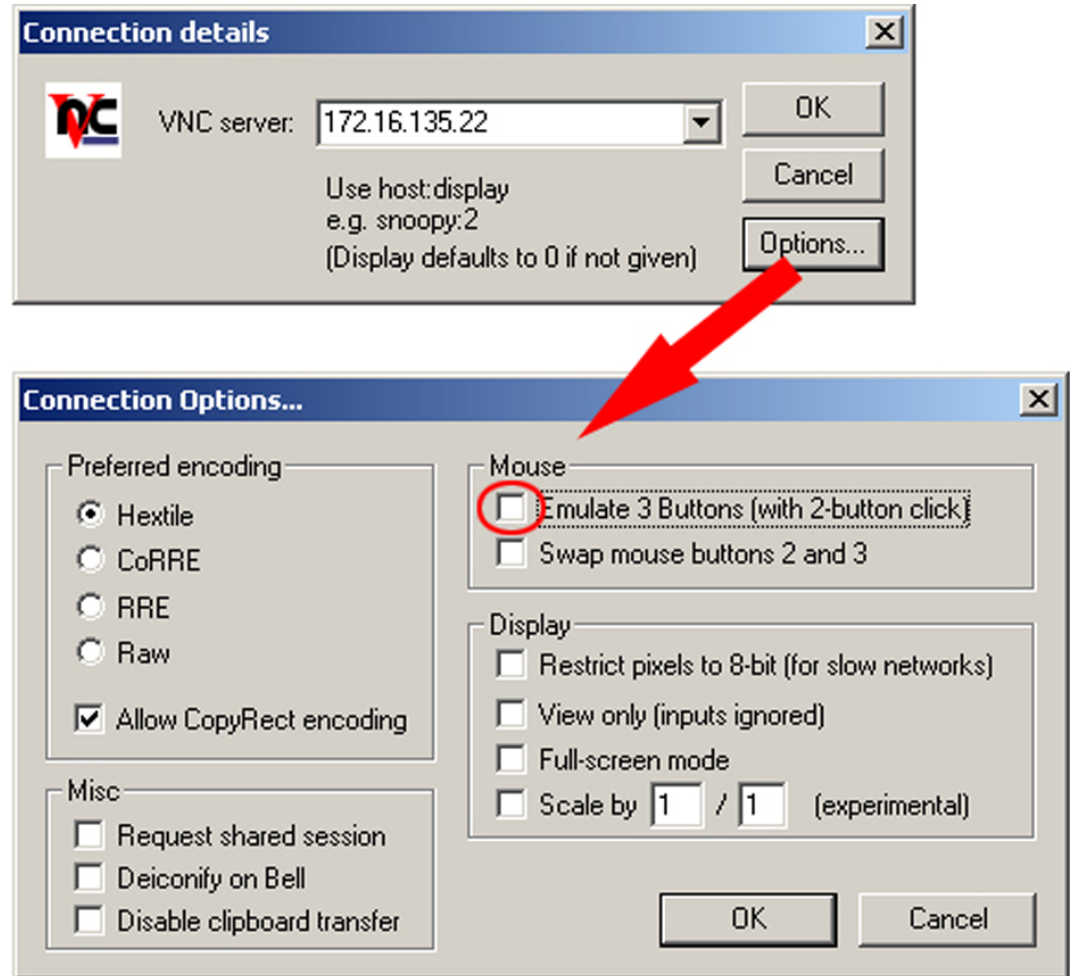 Connection details
VNC
VNC server:
172.16.135.22
OK
Use host:display
e.g. snoopy:2
(Display defaults to 0 if not given)
Cancel
Options...
Connection Options...
Preferred encoding
Hextile
CoRRE
RRE
Raw
Allow CopyRect encoding
Misc
Request shared session
Deiconify on Bell
Disable clipboard transfer
Mouse
Emulate 3 Buttons (with 2-button click)
Swap mouse buttons 2 and 3
Display
Restrict pixels to 8-bit (for slow networks)
View only (inputs ignored)
Full-screen mode
Scale by 1 / 1 (experimental)
OK
Cancel